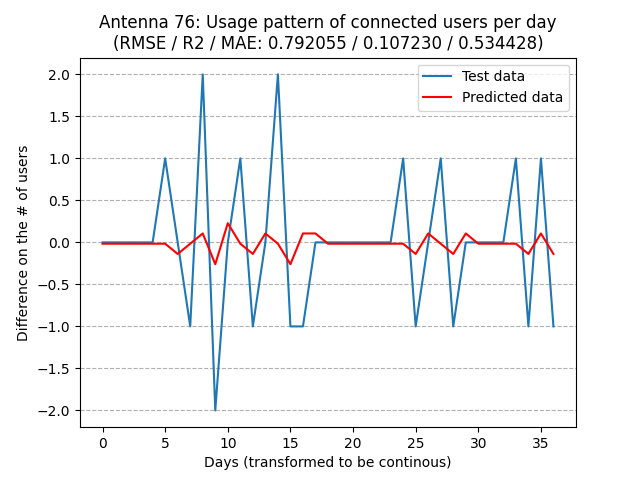 Antenna 76: Usage pattern of connected users per day
(RMSE / R2 / MAE: 0.792055 / 0.107230 / 0.534428)
Test data
Predicted data
Difference on the # of users
2.0
1.5
1.0
0.5
0.0
−0.5
−1.0
−1.5
−2.0
0 5 10 15 20 25 30 35
Days (transformed to be continous)